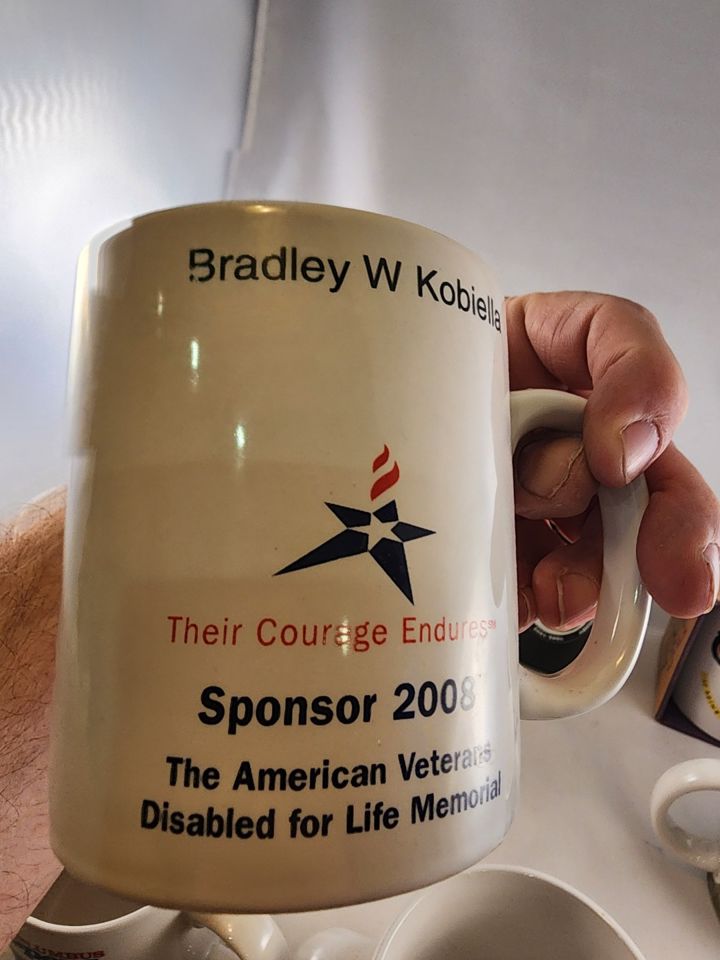 Bradley W Kobiella
Their Courage Endures℠
Sponsor 2008
The American Veterans
Disabled for Life Memorial